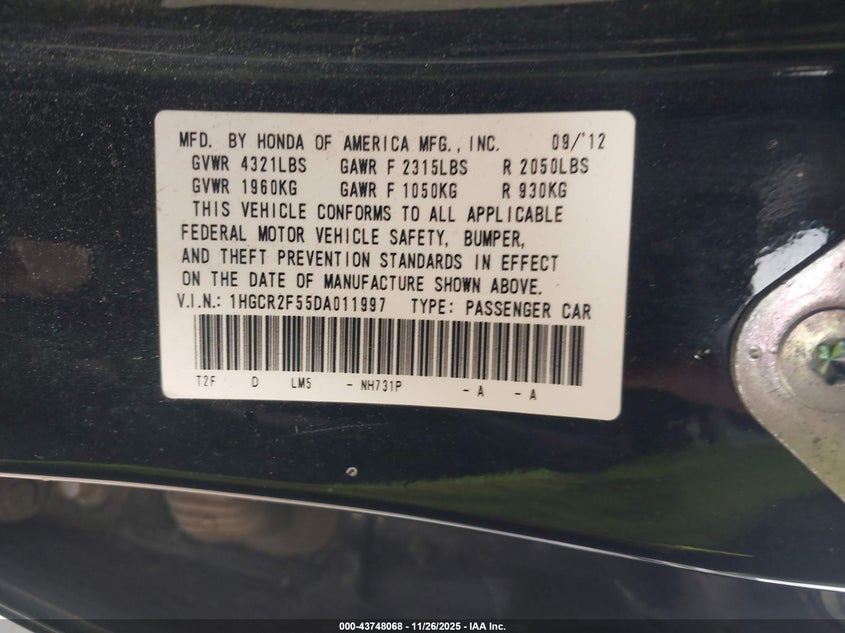 MFD. BY HONDA OF AMERICA MFG., INC. 09/'12
GVWR 4321LBS GAWR F 2315LBS R 2050LBS
GVWR 1960KG GAWR F 1050KG R 930KG
THIS VEHICLE CONFORMS TO ALL APPLICABLE
FEDERAL MOTOR VEHICLE SAFETY, BUMPER,
AND THEFT PREVENTION STANDARDS IN EFFECT
ON THE DATE OF MANUFACTURE SHOWN ABOVE.
V.I.N.: 1HGCR2F55DA011997 TYPE: PASSENGER CAR
T2F D LM5 - NH731P - A - A
000-43748068 - 11/26/2025 - IAA Inc.